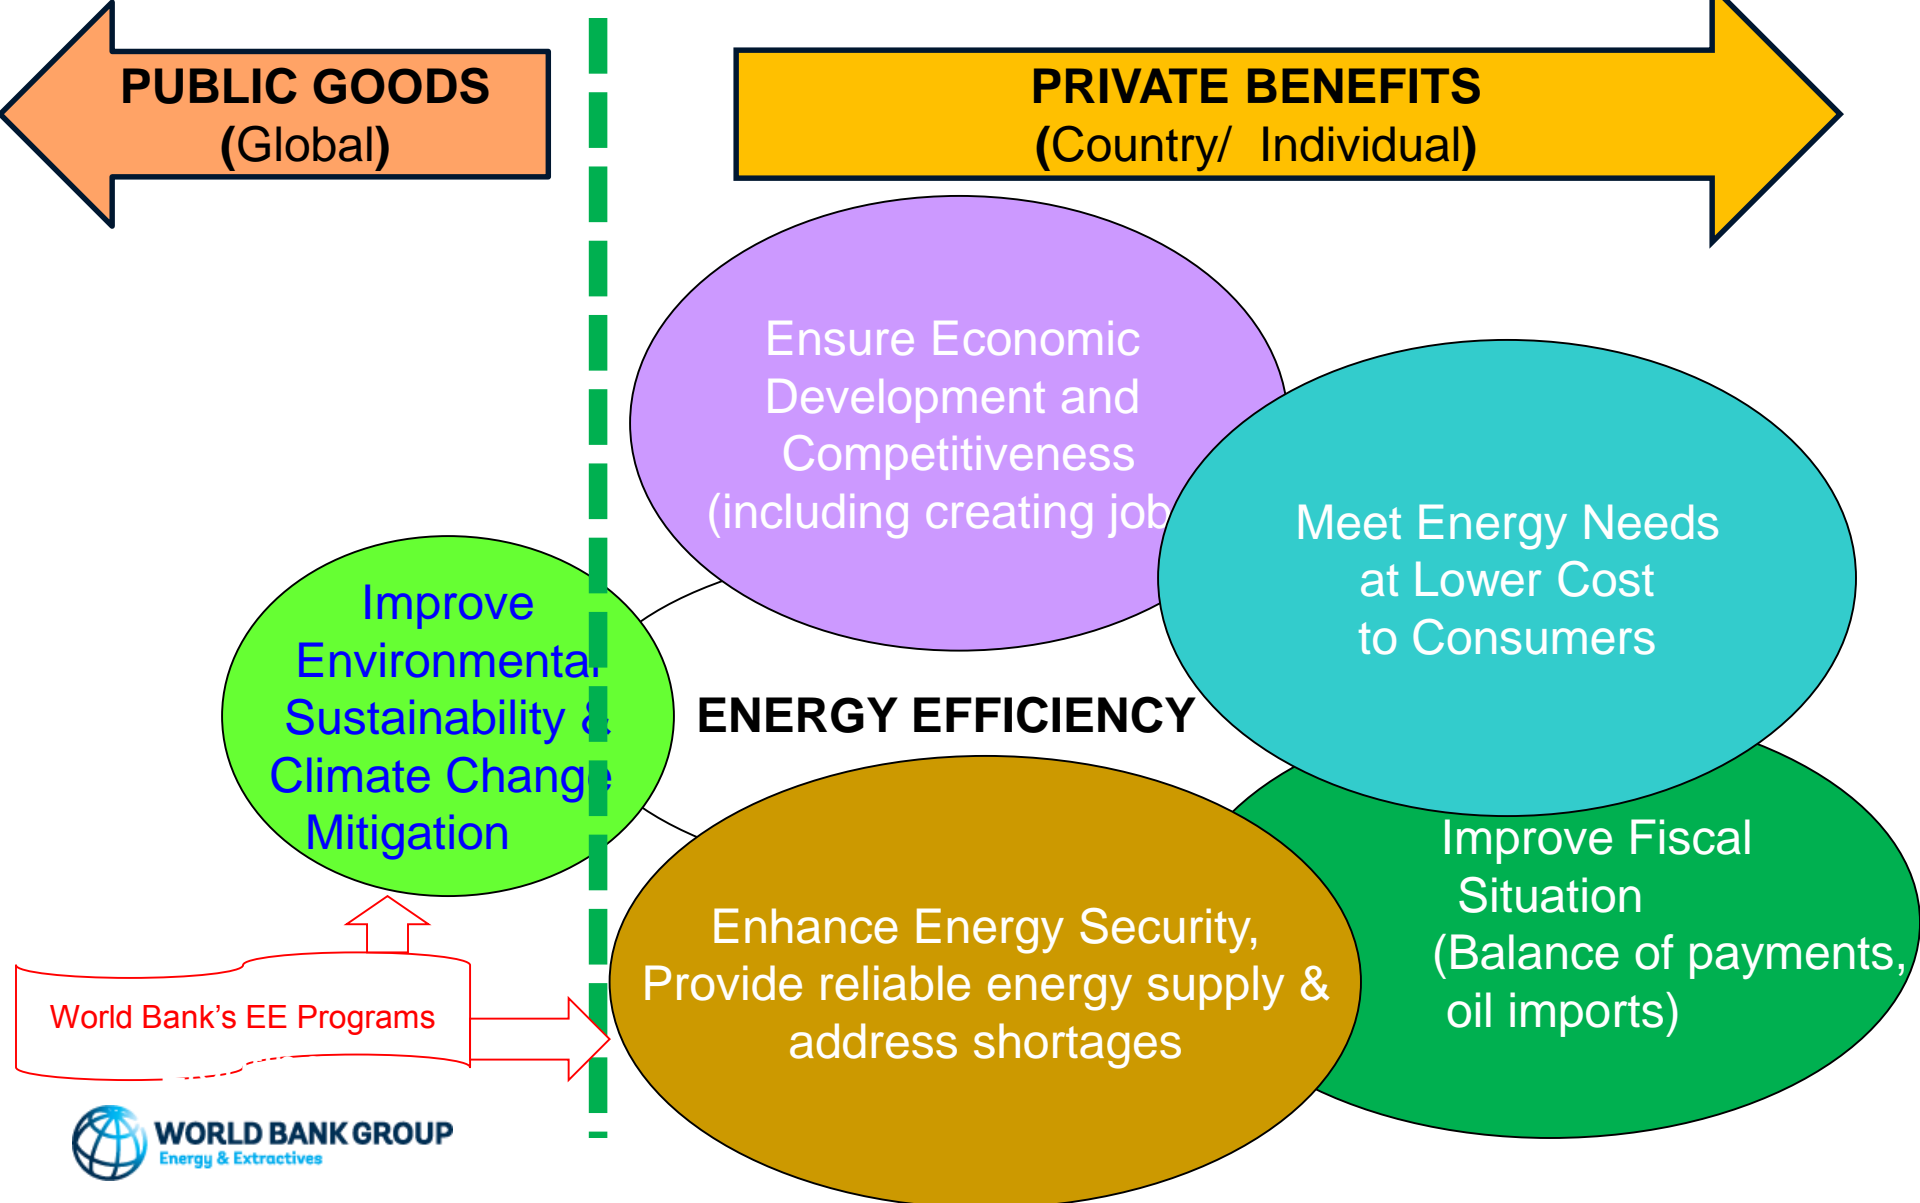 PUBLIC GOODS
(Global)
PRIVATE BENEFITS
(Country/ Individual)
Ensure Economic
Development and
Competitiveness
(including creating job
Meet Energy Needs
at Lower Cost
to Consumers
Improve
Environmental
Sustainability &
Climate Change
Mitigation
ENERGY EFFICIENCY
Improve Fiscal
Situation
(Balance of payments,
oil imports)
Enhance Energy Security,
Provide reliable energy supply &
address shortages
World Bank’s EE Programs
WORLD BANK GROUP
Energy & Extractives